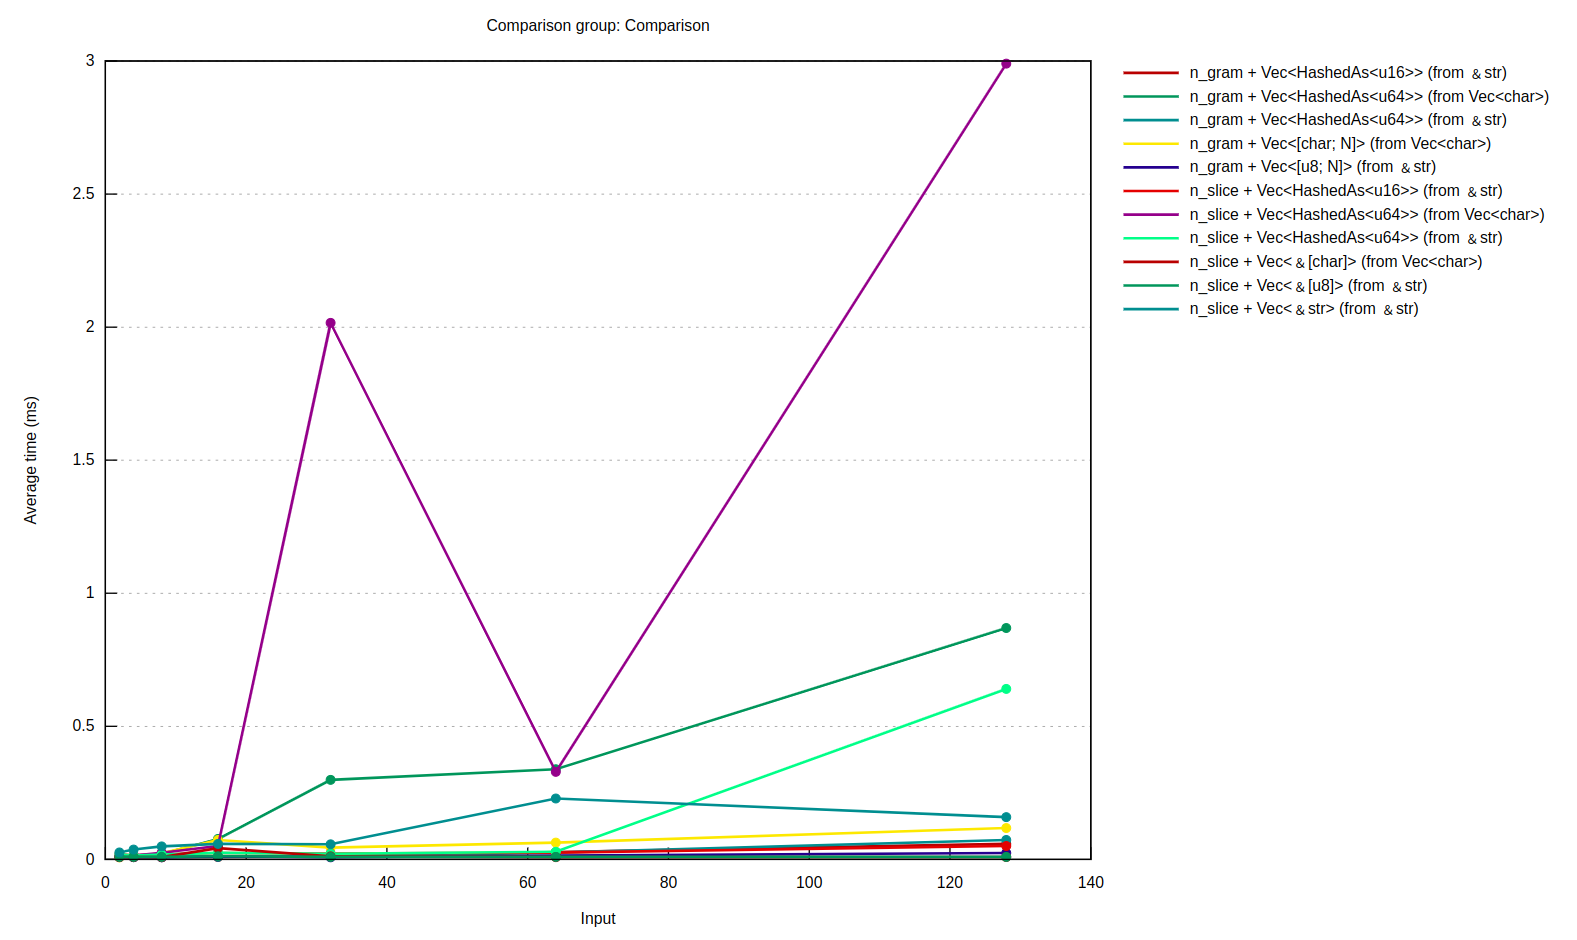 Comparison group: Comparison
3
2.5
2
1.5
1
0.5
0
Average time (ms)
0 20 40 60 80 100 120 140
Input
n_gram + Vec<HashedAs<u16>> (from &str)
n_gram + Vec<HashedAs<u64>> (from Vec<char>)
n_gram + Vec<HashedAs<u64>> (from &str)
n_gram + Vec<[char; N]> (from Vec<char>)
n_gram + Vec<[u8; N]> (from &str)
n_slice + Vec<HashedAs<u16>> (from &str)
n_slice + Vec<HashedAs<u64>> (from Vec<char>)
n_slice + Vec<HashedAs<u64>> (from &str)
n_slice + Vec<&[char]> (from Vec<char>)
n_slice + Vec<&[u8]> (from &str)
n_slice + Vec<&str> (from &str)